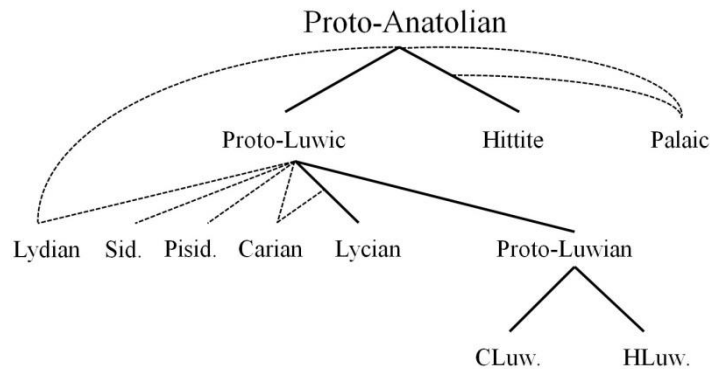 Proto-Anatolian
Proto-Luwic Hittite Palaic
Lydian Sid. Pisid. Carian Lycian Proto-Luwian
CLuw. HLuw.